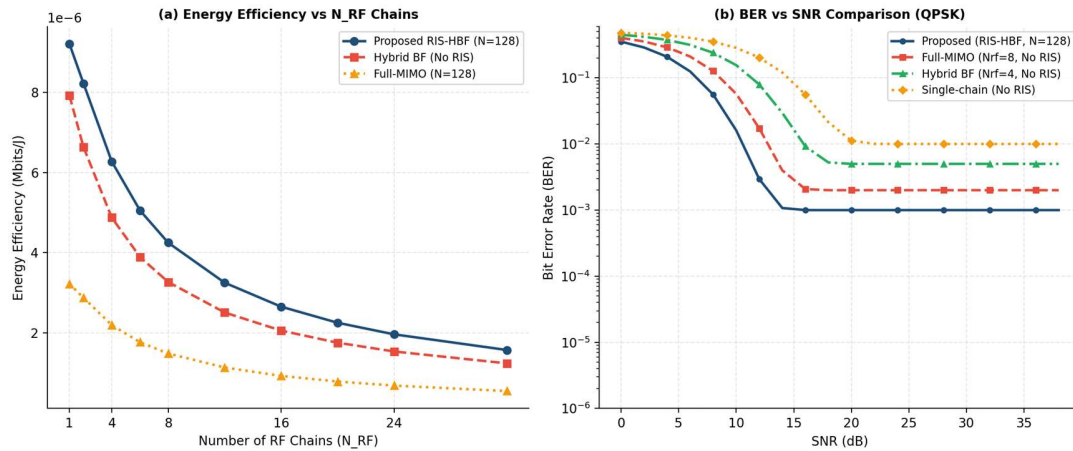 (a) Energy Efficiency vs N_RF Chains
1e−6
Proposed RIS-HBF (N=128)
Hybrid BF (No RIS)
Full-MIMO (N=128)
8
6
4
2
Energy Efficiency (Mbits/J)
1
4
8
16
24
Number of RF Chains (N_RF)
(b) BER vs SNR Comparison (QPSK)
Proposed (RIS-HBF, N=128)
Full-MIMO (Nrf=8, No RIS)
Hybrid BF (Nrf=4, No RIS)
Single-chain (No RIS)
10⁻¹
10⁻²
10⁻³
10⁻⁴
10⁻⁵
10⁻⁶
Bit Error Rate (BER)
0
5
10
15
20
25
30
35
SNR (dB)